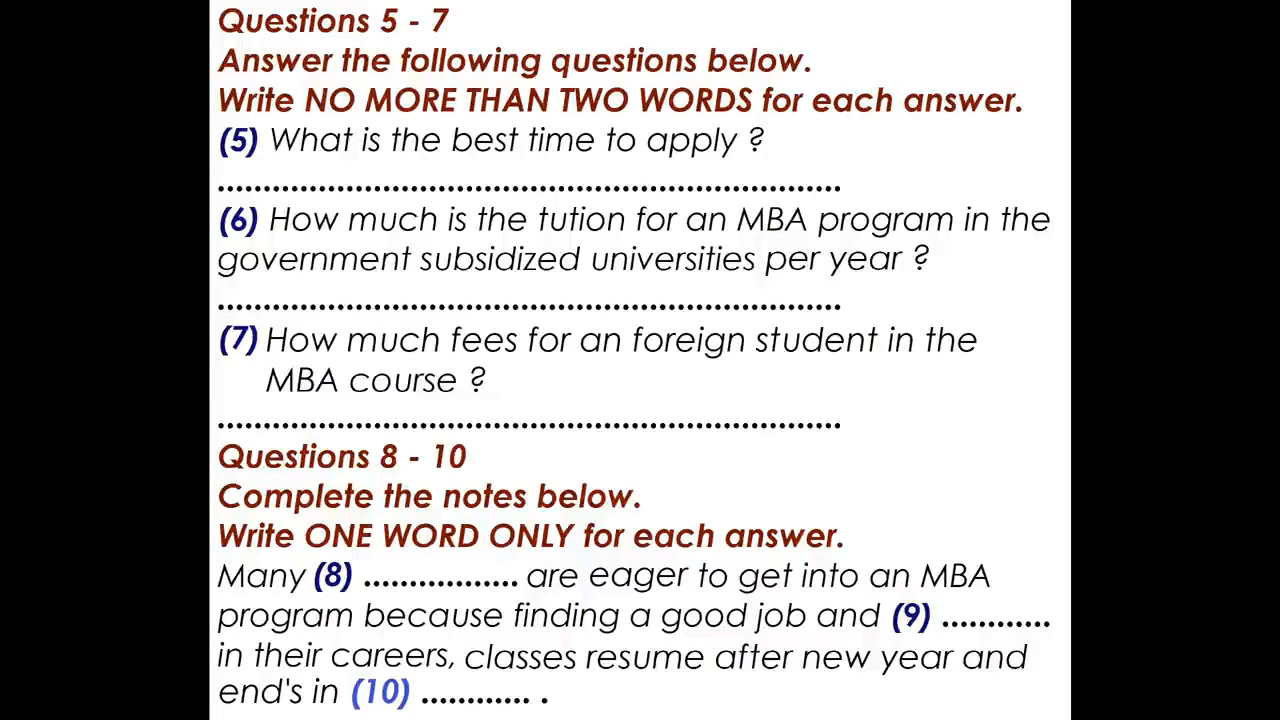 Questions 5 - 7
Answer the following questions below.
Write NO MORE THAN TWO WORDS for each answer.
(5) What is the best time to apply ?
.....................................................................
(6) How much is the tution for an MBA program in the
government subsidized universities per year ?
.....................................................................
(7) How much fees for an foreign student in the
MBA course ?
.....................................................................
Questions 8 - 10
Complete the notes below.
Write ONE WORD ONLY for each answer.
Many (8) ................. are eager to get into an MBA
program because finding a good job and (9) ............
in their careers, classes resume after new year and
end's in (10) ............ .